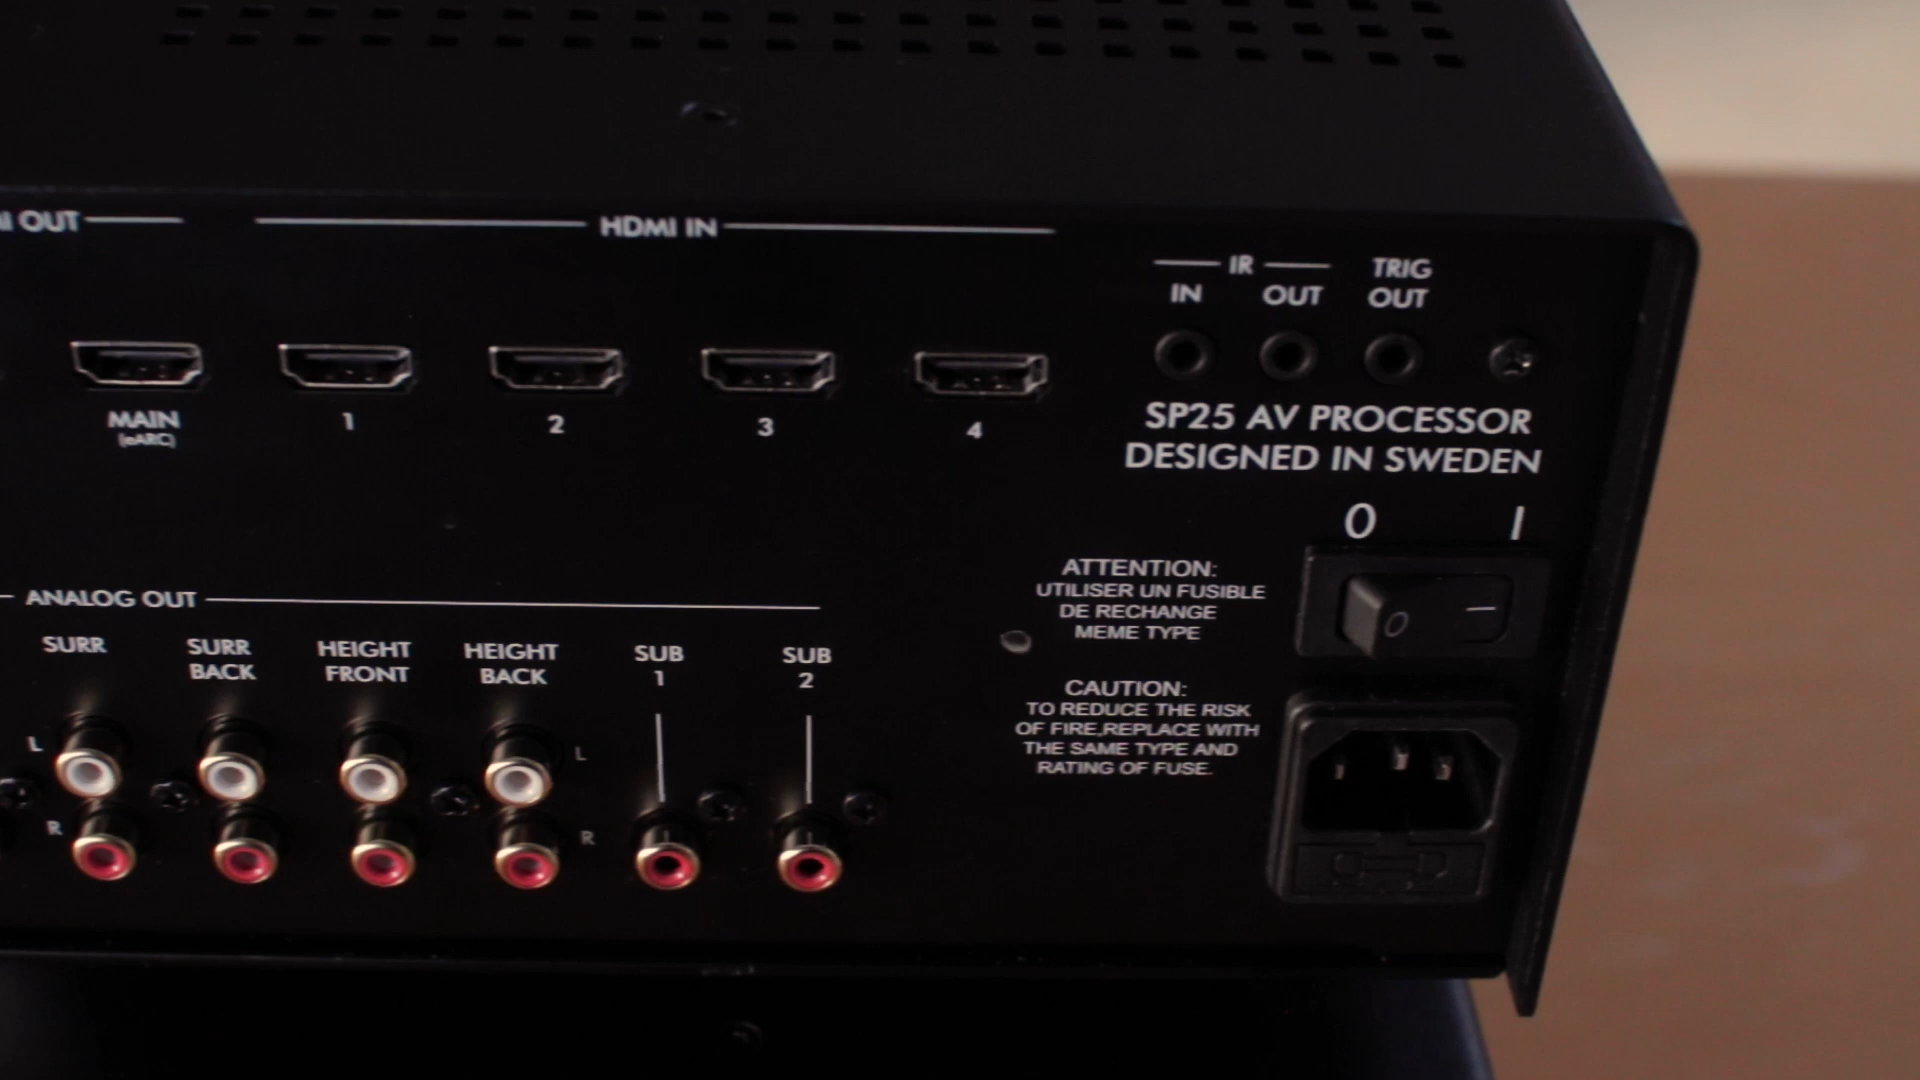 OUT
HDMI IN
IR
IN
OUT
TRIG
OUT
MAIN
(eARC)
1
2
3
4
SP25 AV PROCESSOR
DESIGNED IN SWEDEN
O
I
ATTENTION:
UTILISER UN FUSIBLE
DE RECHANGE
MEME TYPE
ANALOG OUT
SURR
SURR
BACK
HEIGHT
FRONT
HEIGHT
BACK
SUB
1
SUB
2
L
L
R
R
CAUTION:
TO REDUCE THE RISK
OF FIRE,REPLACE WITH
THE SAME TYPE AND
RATING OF FUSE.